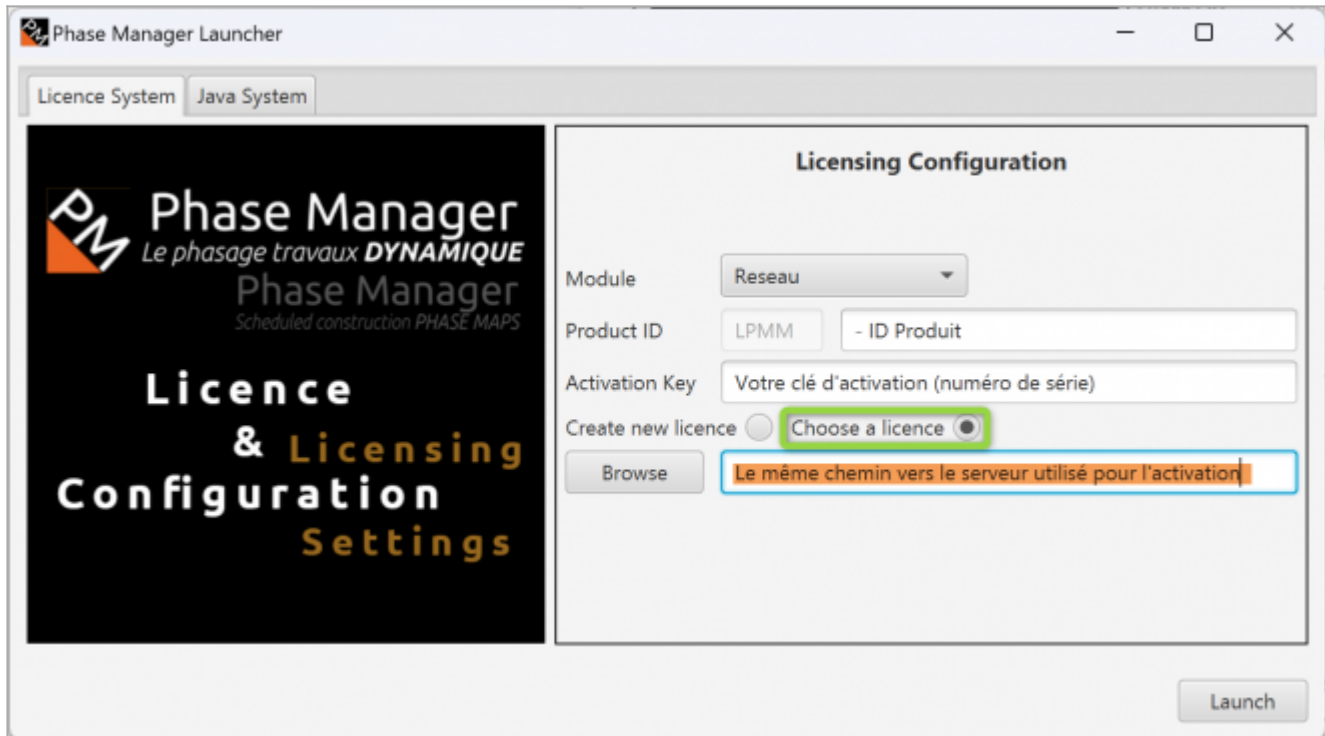 Phase Manager Launcher
Licence System
Java System
PM
Phase Manager
Le phasage travaux DYNAMIQUE
Phase Manager
Scheduled construction PHASE MAPS
Licence
& Licensing
Configuration
Settings
Licensing Configuration
Module
Reseau
Product ID
LPMM
- ID Produit
Activation Key
Votre clé d'activation (numéro de série)
Create new licence
Choose a licence
Browse
Le même chemin vers le serveur utilisé pour l'activation
Launch